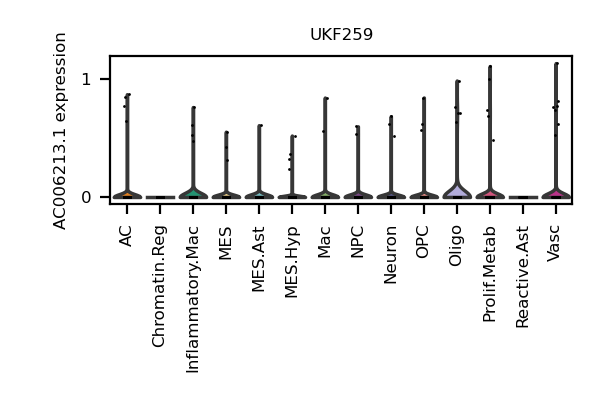 UKF259
AC006213.1 expression
1
0
AC
Chromatin.Reg
Inflammatory.Mac
MES
MES.Ast
MES.Hyp
Mac
NPC
Neuron
OPC
Oligo
Prolif.Metab
Reactive.Ast
Vasc